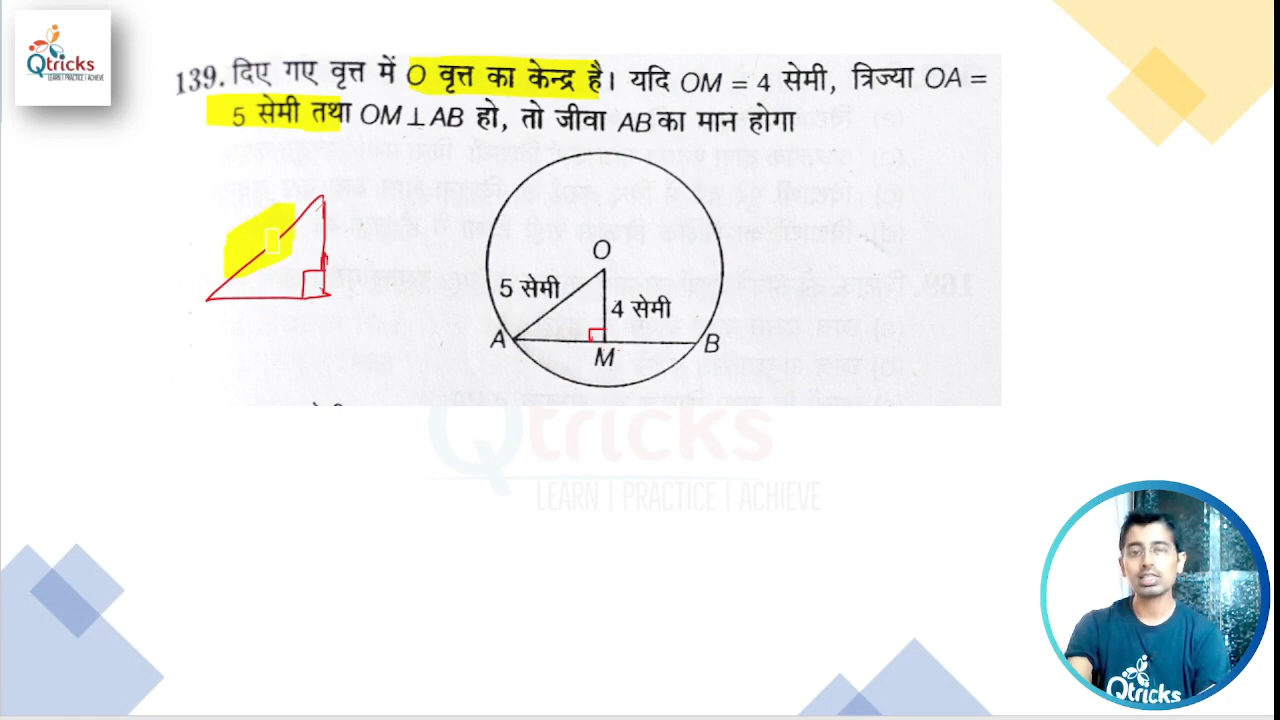 Qtricks
LEARN | PRACTICE | ACHIEVE
139. दिए गए वृत्त में O वृत्त का केन्द्र है। यदि OM = 4 सेमी, त्रिज्या OA =
5 सेमी तथा OM ⊥ AB हो, तो जीवा AB का मान होगा
O
5 सेमी
4 सेमी
A
M
B
Qtricks
LEARN | PRACTICE | ACHIEVE
Qtricks